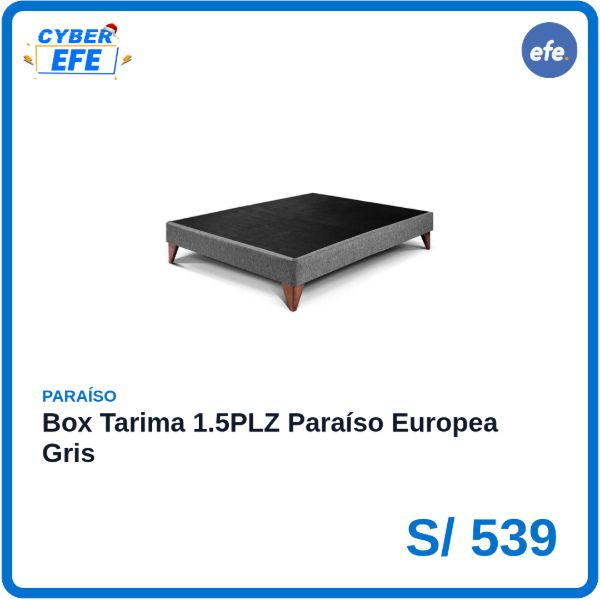 CYBER
EFE
efe.
PARAÍSO
Box Tarima 1.5PLZ Paraíso Europea
Gris
S/ 539